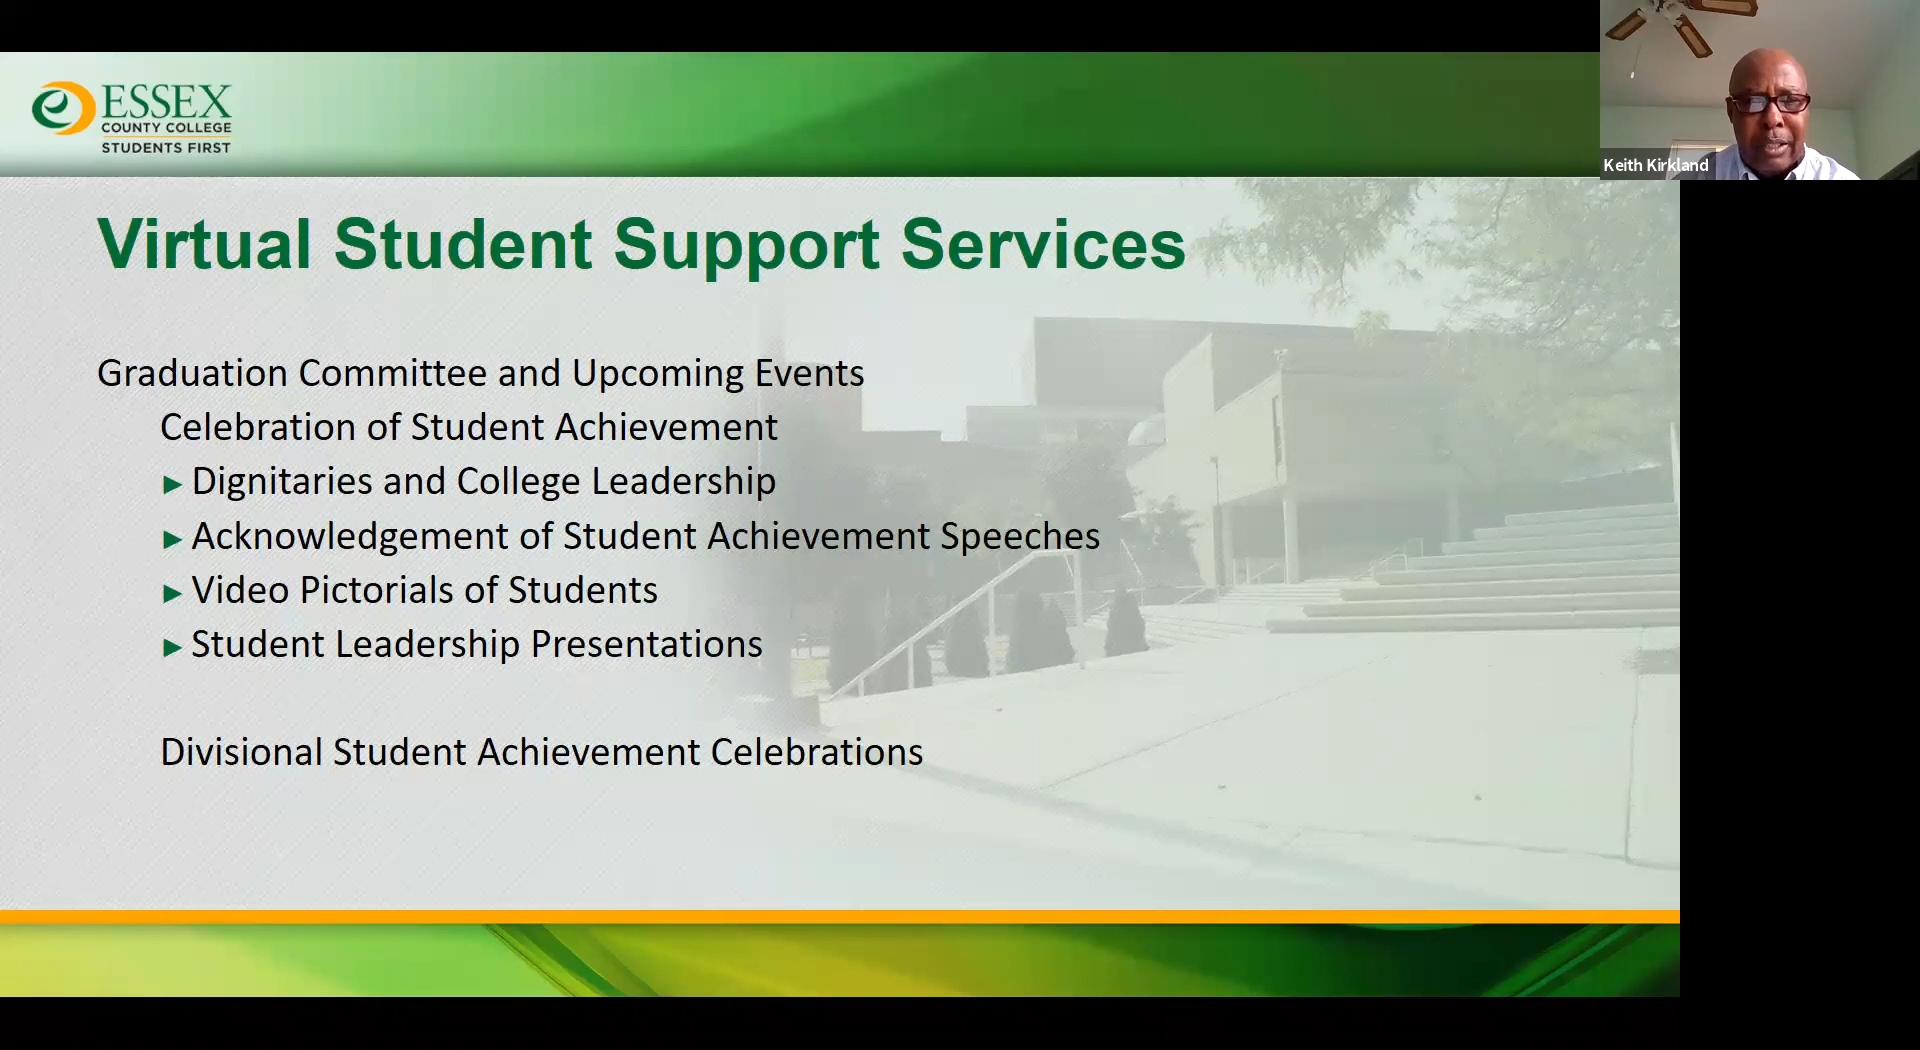 ESSEX
COUNTY COLLEGE
STUDENTS FIRST
Keith Kirkland
Virtual Student Support Services
Graduation Committee and Upcoming Events
Celebration of Student Achievement
▶ Dignitaries and College Leadership
▶ Acknowledgement of Student Achievement Speeches
▶ Video Pictorials of Students
▶ Student Leadership Presentations
Divisional Student Achievement Celebrations